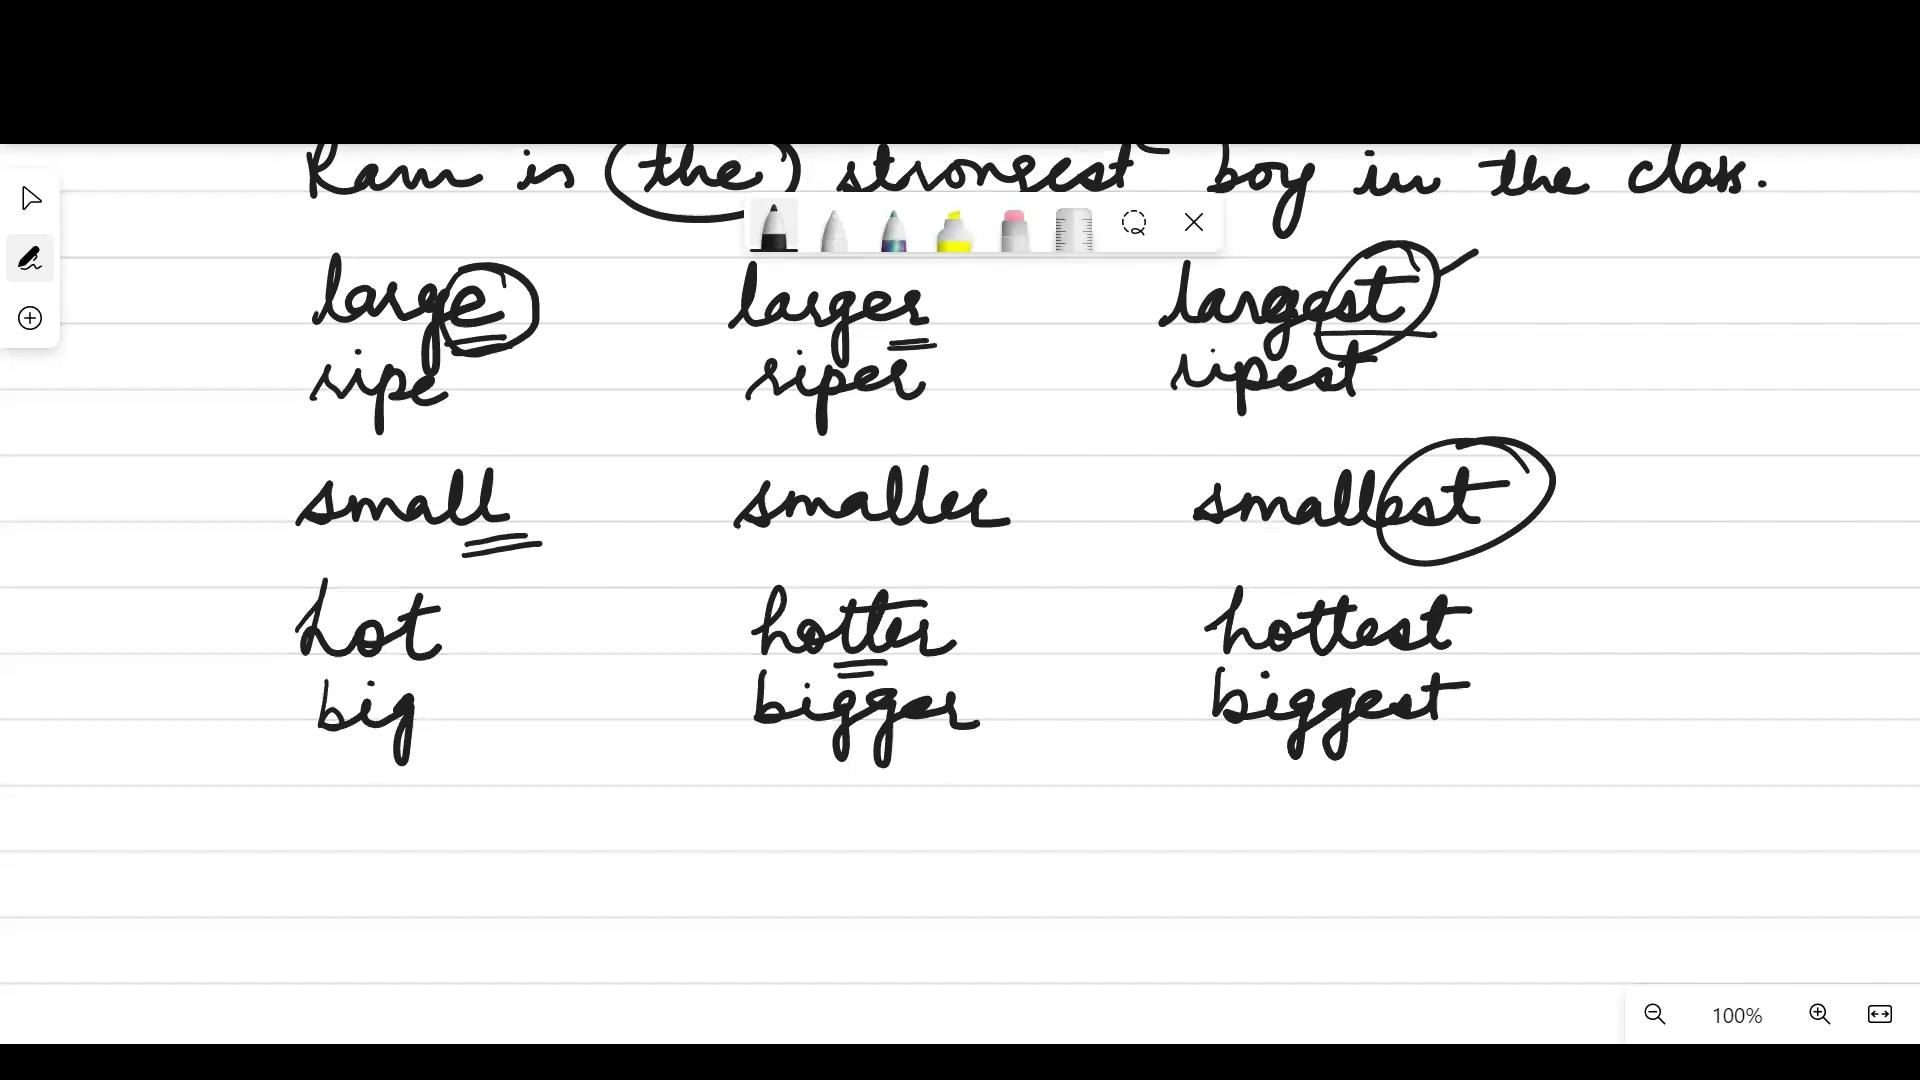 Ram is the strongest boy in the class.
large larger largest
ripe riper ripest
small smaller smallest
hot hotter hottest
big bigger biggest
100%